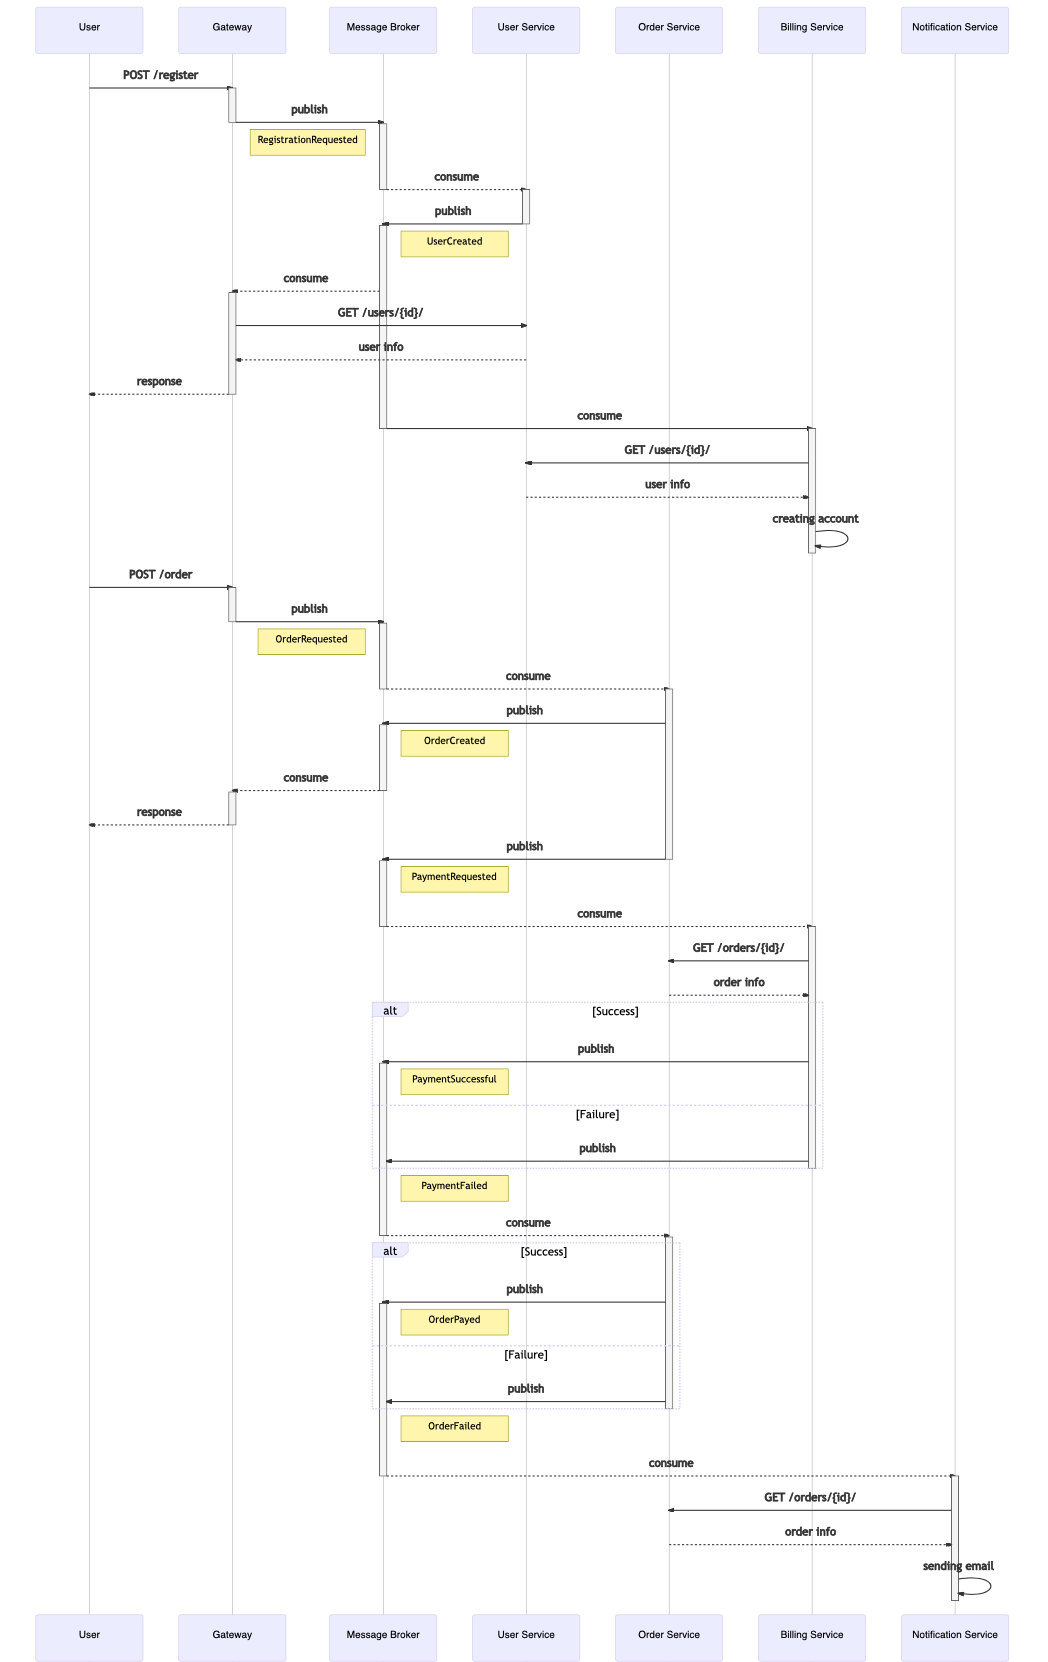 User
Gateway
Message Broker
User Service
Order Service
Billing Service
Notification Service
POST /register
publish
RegistrationRequested
consume
publish
UserCreated
consume
GET /users/{id}/
user info
response
consume
GET /users/{id}/
user info
creating account
POST /order
publish
OrderRequested
consume
publish
OrderCreated
consume
response
publish
PaymentRequested
consume
GET /orders/{id}/
order info
alt
[Success]
publish
PaymentSuccessful
[Failure]
publish
PaymentFailed
consume
alt
[Success]
publish
OrderPayed
[Failure]
publish
OrderFailed
consume
GET /orders/{id}/
order info
sending email
User
Gateway
Message Broker
User Service
Order Service
Billing Service
Notification Service